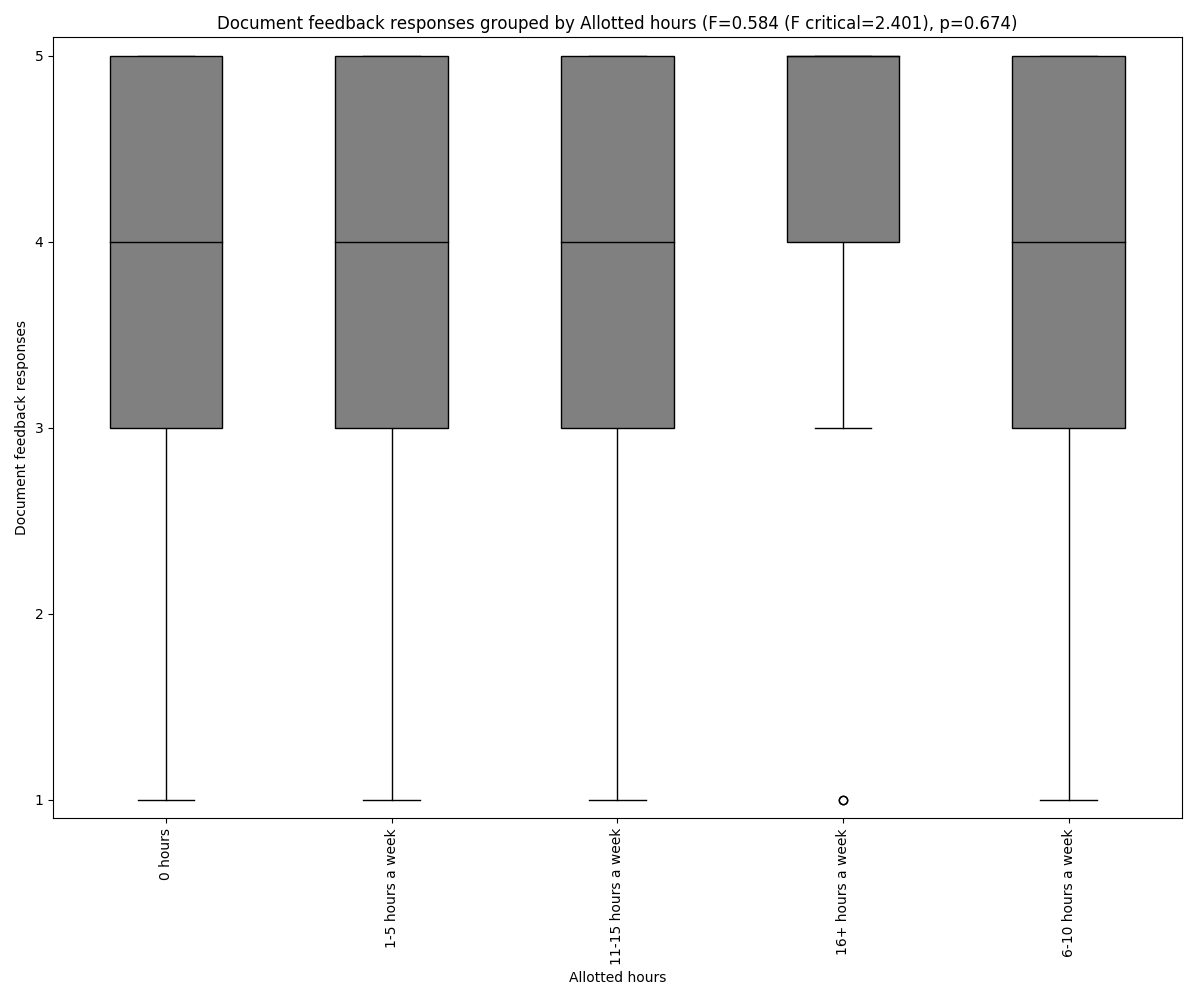 Document feedback responses grouped by Allotted hours (F=0.584 (F critical=2.401), p=0.674)
Document feedback responses
5
4
3
2
1
0 hours
1-5 hours a week
11-15 hours a week
16+ hours a week
6-10 hours a week
Allotted hours